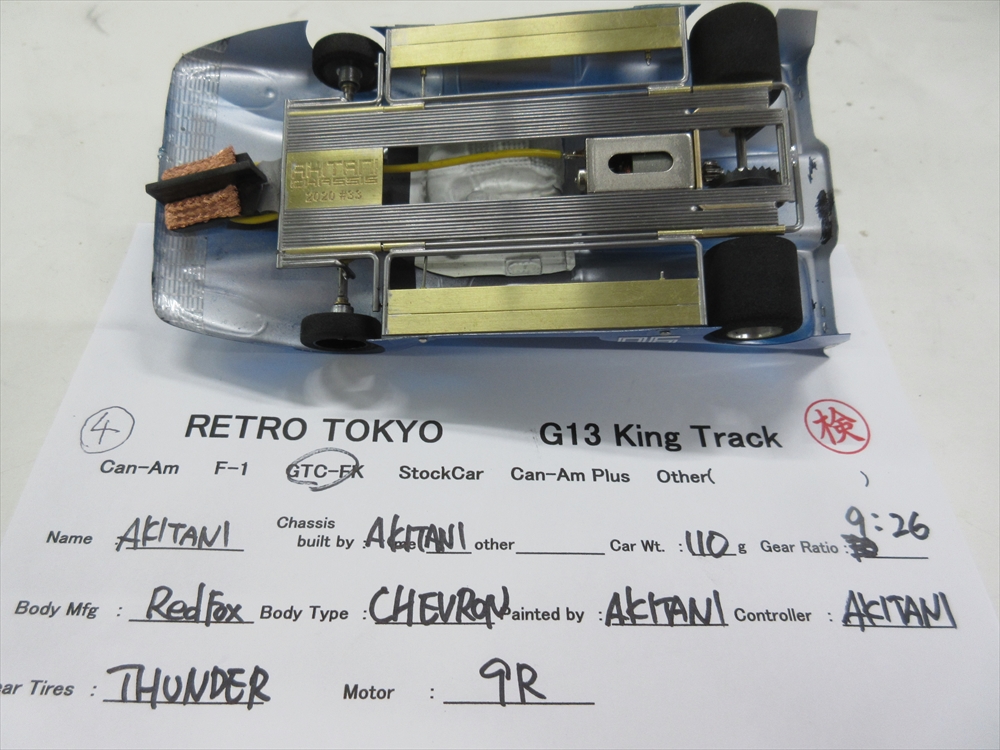 AKITANI
CHASSIS
2020 #33
④ RETRO TOKYO G13 King Track 検
Can-Am F-1 GTC-FK StockCar Can-Am Plus Other( )
Name : AKITANI Chassis built by : me AKITANI other Car Wt. : 110 g Gear Ratio : 9:26
Body Mfg : RedFox Body Type : CHEVRON Painted by : AKITANI Controller : AKITANI
ear Tires : THUNDER Motor : 9R